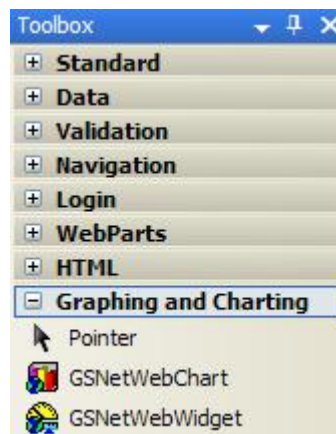 Toolbox
Standard
Data
Validation
Navigation
Login
WebParts
HTML
Graphing and Charting
Pointer
GSNetWebChart
GSNetWebWidget